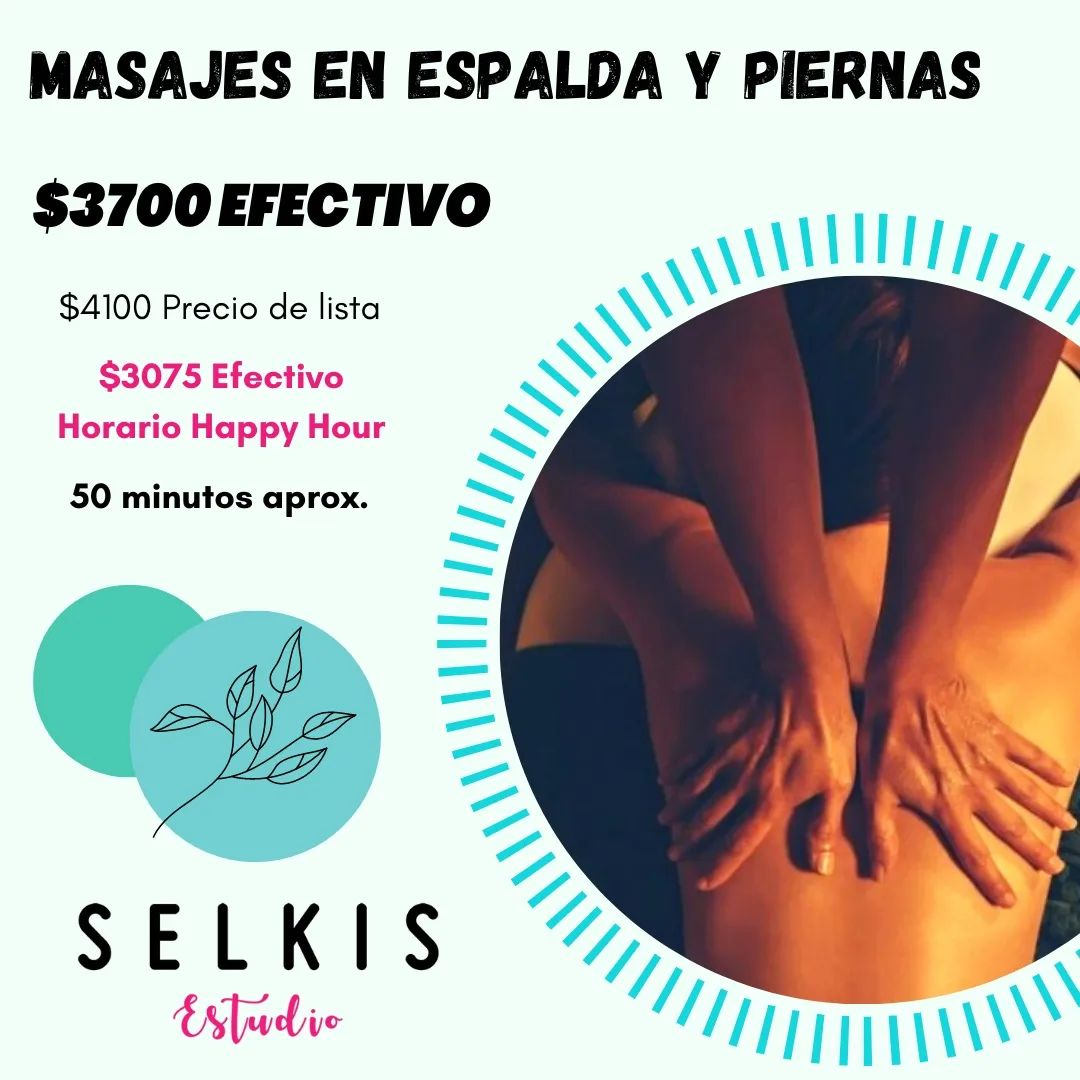 MASAJES EN ESPALDA Y PIERNAS
$3700 EFECTIVO
$4100 Precio de lista
$3075 Efectivo
Horario Happy Hour
50 minutos aprox.
SELKIS
Estudio